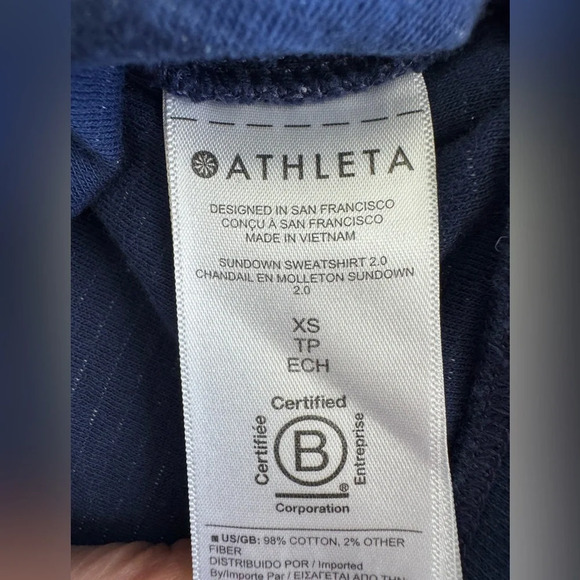 ATHLETA
DESIGNED IN SAN FRANCISCO
CONÇU À SAN FRANCISCO
MADE IN VIETNAM
SUNDOWN SWEATSHIRT 2.0
CHANDAIL EN MOLLETON SUNDOWN
2.0
XS
TP
ECH
Certified
Certifiée
B
Entreprise
®
Corporation
US/GB: 98% COTTON, 2% OTHER
FIBER
DISTRIBUIDO POR / Imported
By/Importe Par / ΕΙΣΑΓΕΤΑΙ ΑΠΟ ΤΗΝ